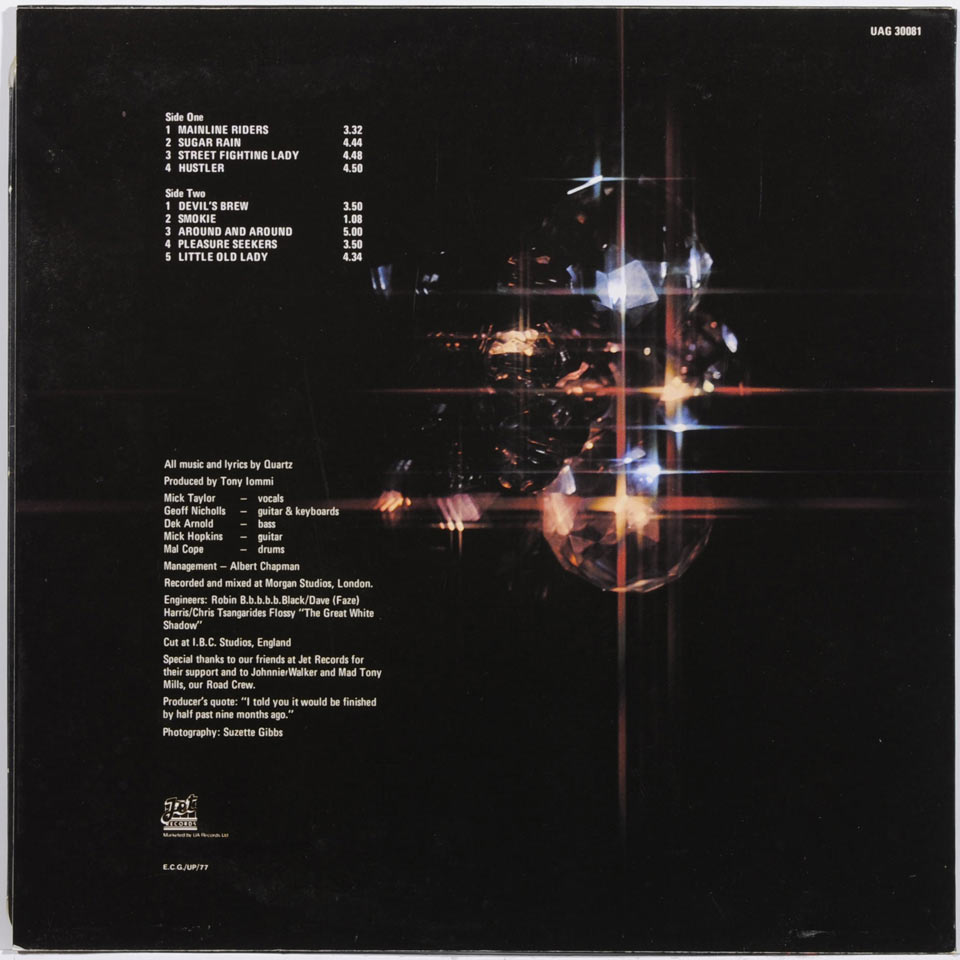 UAG 30081
Side One
1 MAINLINE RIDERS 3.32
2 SUGAR RAIN 4.44
3 STREET FIGHTING LADY 4.48
4 HUSTLER 4.50
Side Two
1 DEVIL'S BREW 3.50
2 SMOKIE 1.08
3 AROUND AND AROUND 5.00
4 PLEASURE SEEKERS 3.50
5 LITTLE OLD LADY 4.34
All music and lyrics by Quartz
Produced by Tony Iommi
Mick Taylor – vocals
Geoff Nicholls – guitar & keyboards
Dek Arnold – bass
Mick Hopkins – guitar
Mal Cope – drums
Management – Albert Chapman
Recorded and mixed at Morgan Studios, London.
Engineers: Robin B.b.b.b.b.Black/Dave (Faze)
Harris/Chris Tsangarides Flossy "The Great White
Shadow"
Cut at I.B.C. Studios, England
Special thanks to our friends at Jet Records for
their support and to Johnnie Walker and Mad Tony
Mills, our Road Crew.
Producer's quote: "I told you it would be finished
by half past nine months ago."
Photography: Suzette Gibbs
Jet
RECORDS
Marketed by UA Records Ltd
E.C.G./UP/77